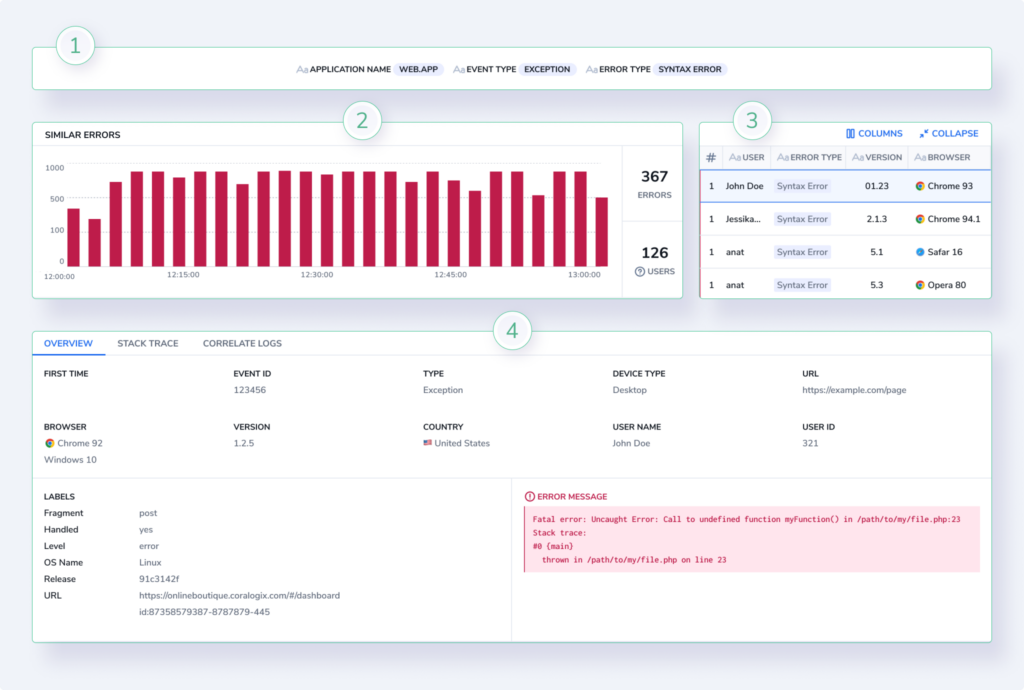 1
Aa APPLICATION NAME WEB.APP Aa EVENT TYPE EXCEPTION Aa ERROR TYPE SYNTAX ERROR
2
SIMILAR ERRORS
1000
500
100
0
12:00:00 12:15:00 12:30:00 12:45:00 13:00:00
367
ERRORS
126
USERS
3
COLUMNS COLLAPSE
# Aa USER Aa ERROR TYPE Aa VERSION Aa BROWSER
1 John Doe Syntax Error 01.23 Chrome 93
1 Jessika... Syntax Error 2.1.3 Chrome 94.1
1 anat Syntax Error 5.1 Safar 16
1 anat Syntax Error 5.3 Opera 80
4
OVERVIEW STACK TRACE CORRELATE LOGS
FIRST TIME EVENT ID TYPE DEVICE TYPE URL
123456 Exception Desktop https://example.com/page
BROWSER VERSION COUNTRY USER NAME USER ID
Chrome 92 1.2.5 United States John Doe 321
Windows 10
LABELS
Fragment post
Handled yes
Level error
OS Name Linux
Release 91c3142f
URL https://onlineboutique.coralogix.com/#/dashboard
id:87358579387-8787879-445
ERROR MESSAGE
Fatal error: Uncaught Error: Call to undefined function myFunction() in /path/to/my/file.php:23
Stack trace:
#0 {main}
thrown in /path/to/my/file.php on line 23